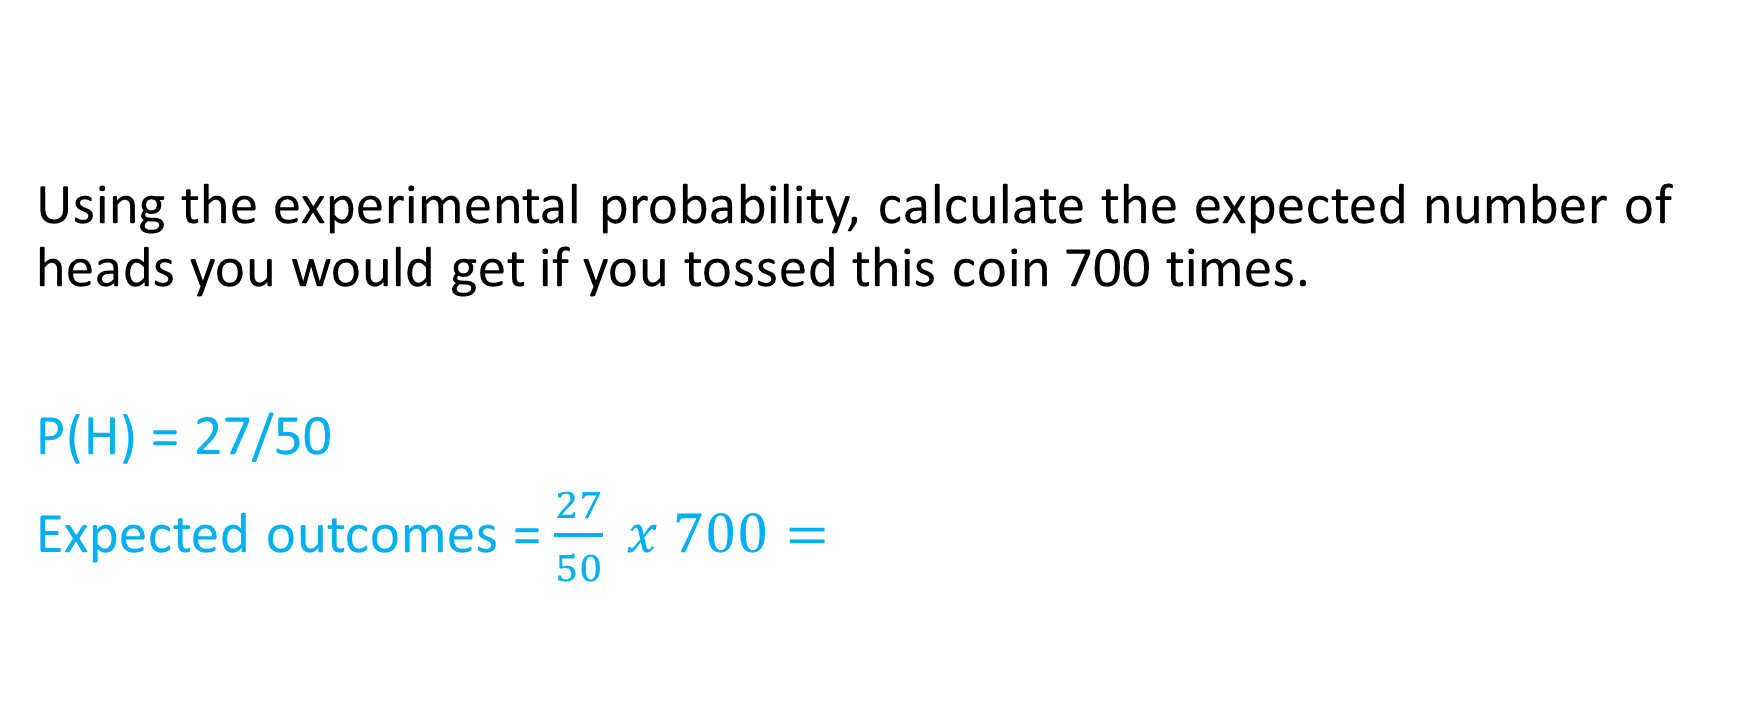 Using the experimental probability, calculate the expected number of
heads you would get if you tossed this coin 700 times.
P(H) = 27/50
Expected outcomes = 27/50 x 700 =